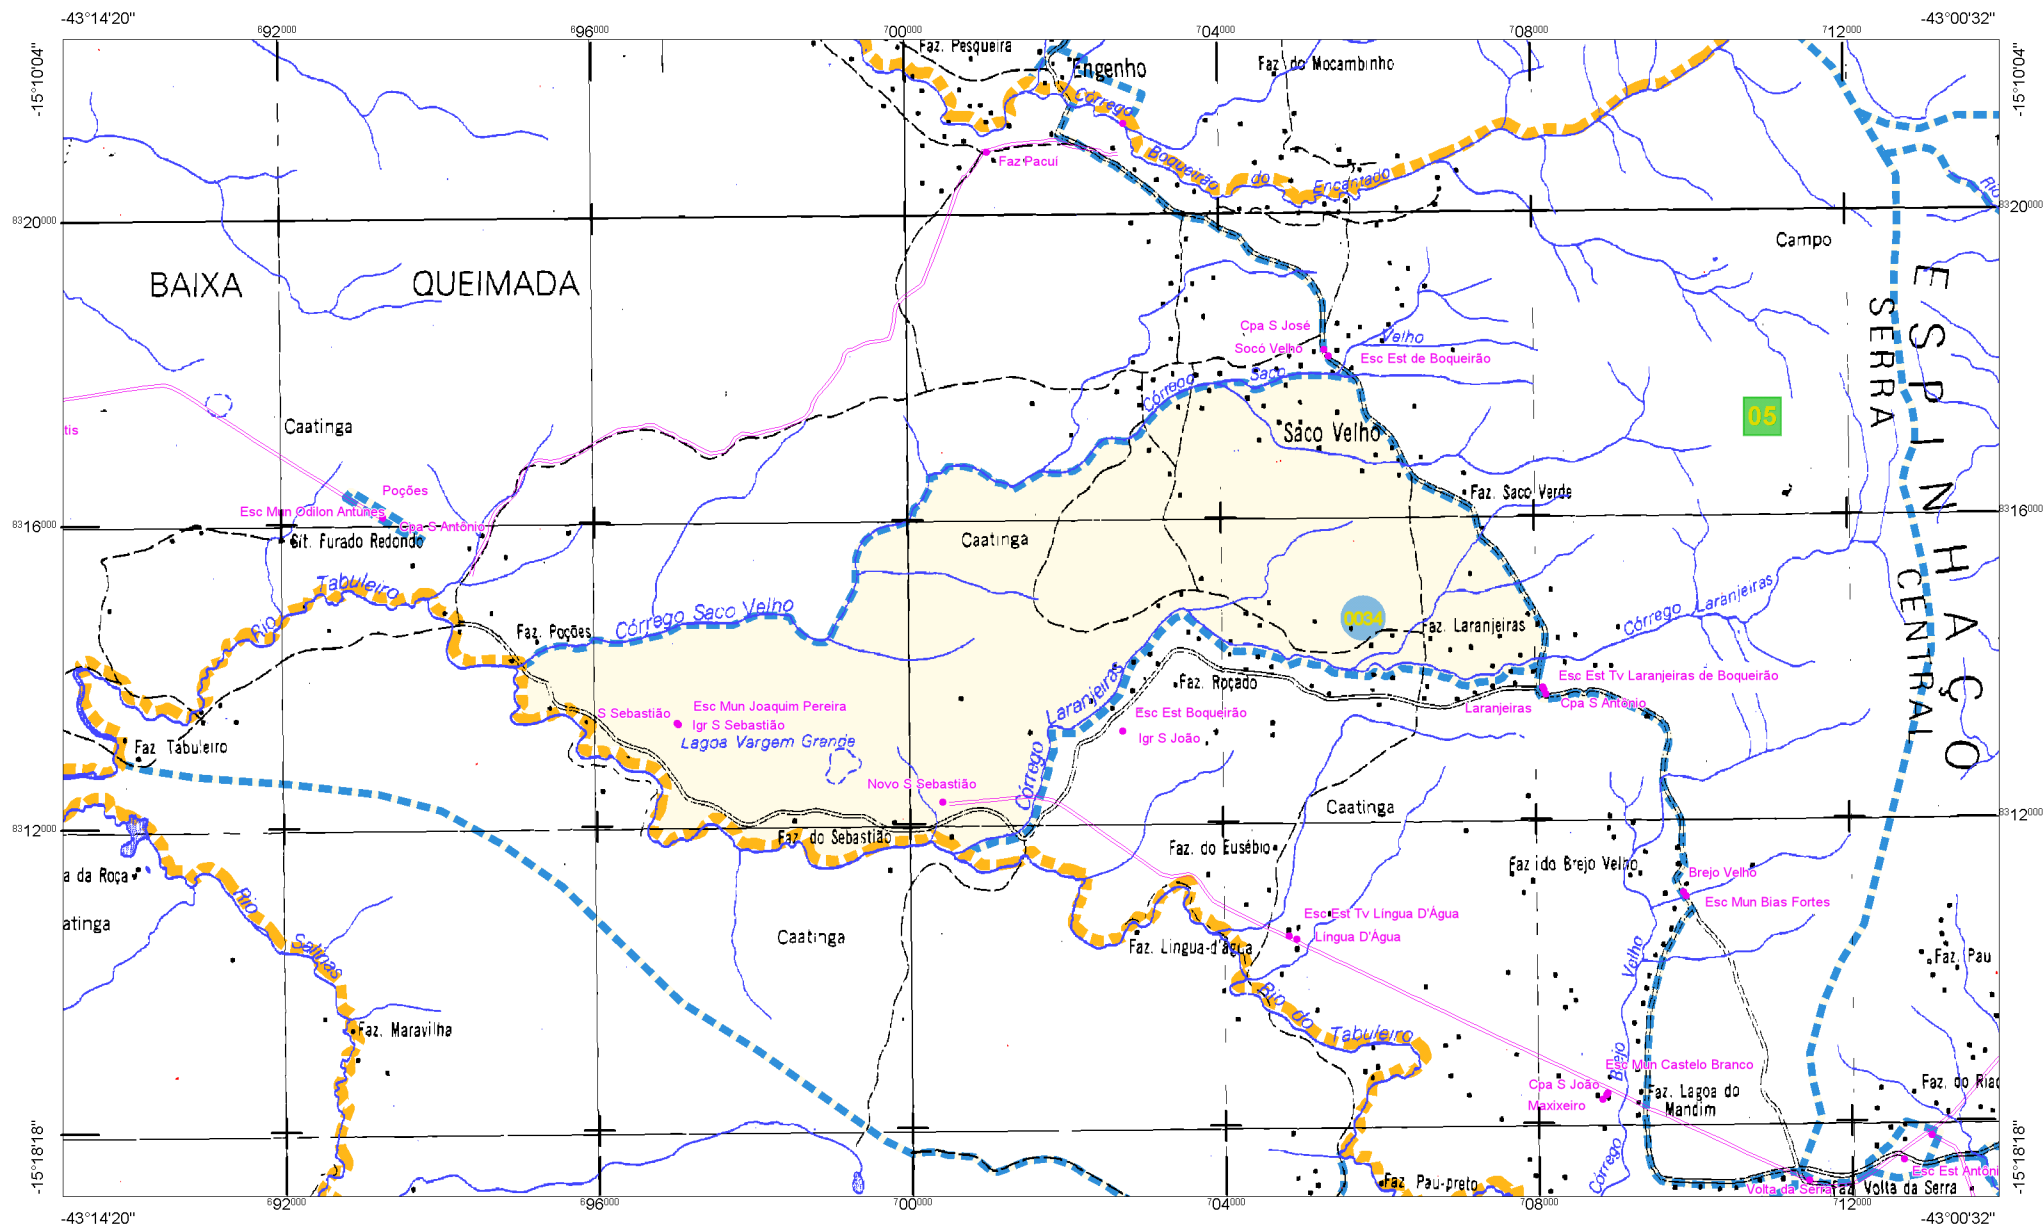 -43°14'20"
692000
696000
700000
704000
708000
712000
-43°00'32"
-15°10'04"
-15°10'04"
Faz. Pesqueira
Engenho
Faz do Mocambinho
Córrego
Boqueirão
do
Encantado
Faz Pacui
Rio
8320000
8320000
Campo
BAIXA
QUEIMADA
ESPINHAÇO
SERRA
CENTRAL
Cpa S José
Socó Velho
Velho
Esc Est de Boqueirão
Córrego
Saco
05
tis
Caatinga
Saco Velho
Poções
Esc Mun Odilon Antunes
Cpa S Antônio
Faz. Saco Verde
8316000
8316000
Sít. Furado Redondo
Caatinga
Tabuleiro
Rio
Córrego Saco Velho
Faz. Poções
0034
Faz. Laranjeiras
Córrego Laranjeiras
Laranjeiras
Faz. Roçado
Esc Est Tv Laranjeiras de Boqueirão
Cpa S Antônio
Laranjeiras
S Sebastião
Esc Mun Joaquim Pereira
Igr S Sebastião
Lagoa Vargem Grande
Esc Est Boqueirão
Igr S João
Faz Tabuleiro
Córrego
Novo S Sebastião
Caatinga
8312000
8312000
Faz. do Sebastião
Faz. do Eusébio
Faz do Brejo Velho
a da Roça
Brejo Velho
Esc Mun Bias Fortes
Rio
atinga
Salinas
Caatinga
Esc Est Tv Língua D'Água
Língua D'Água
Faz. Lingua-d'água
Velho
Faz. Pau
Rio do
Tabuleiro
Faz. Maravilha
Brejo
Esc Mun Castelo Branco
Cpa S João
Maxixeiro
Faz. Lagoa do
Mandim
Faz. do Riac
Córrego
Faz Pau-preto
Esc Est Antôni
Volta da Serra
Faz Volta da Serra
-15°18'18"
-15°18'18"
-43°14'20"
692000
696000
700000
704000
708000
712000
-43°00'32"